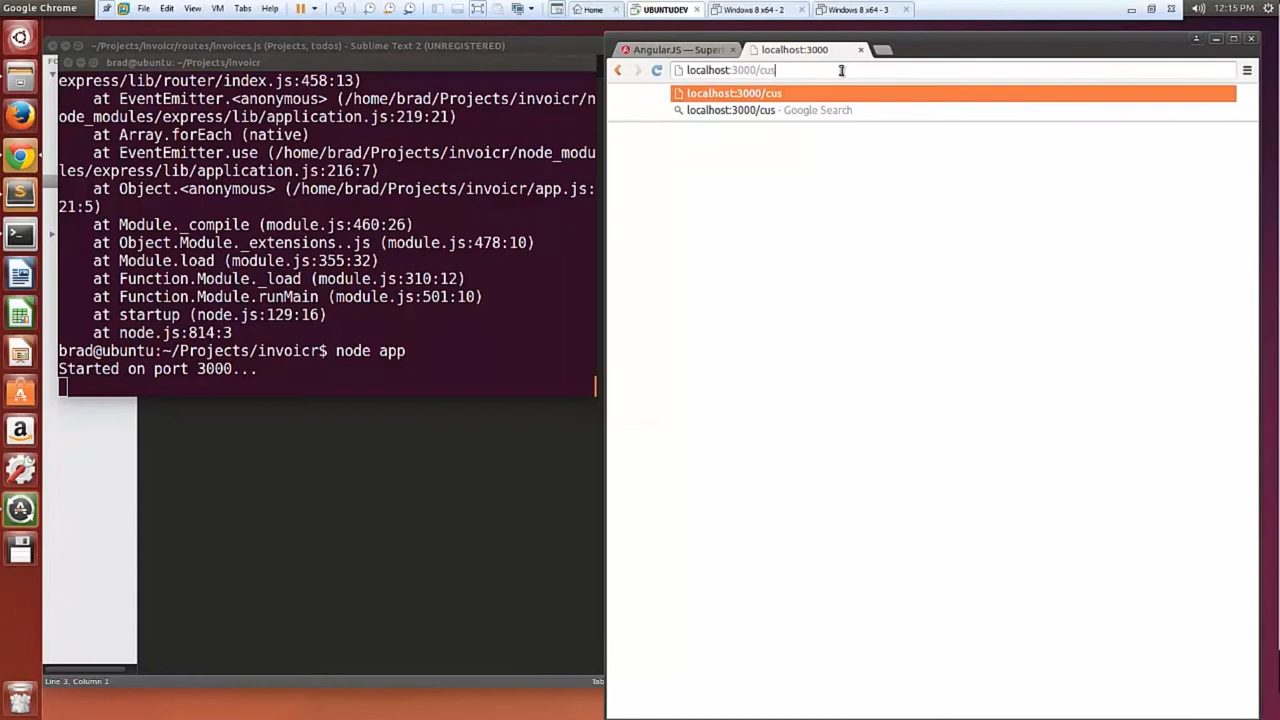 Google Chrome
File Edit View VM Tabs Help
Home
UBUNTUDEV
Windows 8 x64 - 2
Windows 8 x64 - 3
12:15 PM
~/Projects/invoicr/routes/invoices.js (Projects, todos) - Sublime Text 2 (UNREGISTERED)
brad@ubuntu: ~/Projects/invoicr
express/lib/router/index.js:458:13)
at EventEmitter.<anonymous> (/home/brad/Projects/invoicr/n
ode_modules/express/lib/application.js:219:21)
at Array.forEach (native)
at EventEmitter.use (/home/brad/Projects/invoicr/node_modu
les/express/lib/application.js:216:7)
at Object.<anonymous> (/home/brad/Projects/invoicr/app.js:
21:5)
at Module._compile (module.js:460:26)
at Object.Module._extensions..js (module.js:478:10)
at Module.load (module.js:355:32)
at Function.Module._load (module.js:310:12)
at Function.Module.runMain (module.js:501:10)
at startup (node.js:129:16)
at node.js:814:3
brad@ubuntu:~/Projects/invoicr$ node app
Started on port 3000...
Line 3, Column 1
Tab
AngularJS — Super
localhost:3000
localhost:3000/cus
localhost:3000/cus
localhost:3000/cus - Google Search